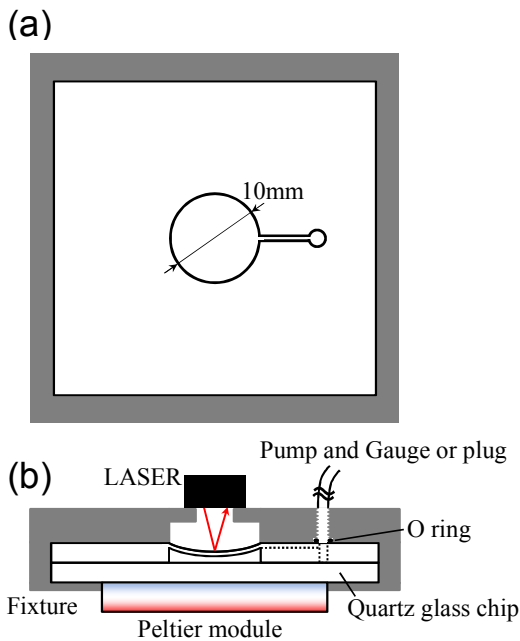 (a)
10mm
(b)
Pump and Gauge or plug
LASER
O ring
Fixture
Quartz glass chip
Peltier module